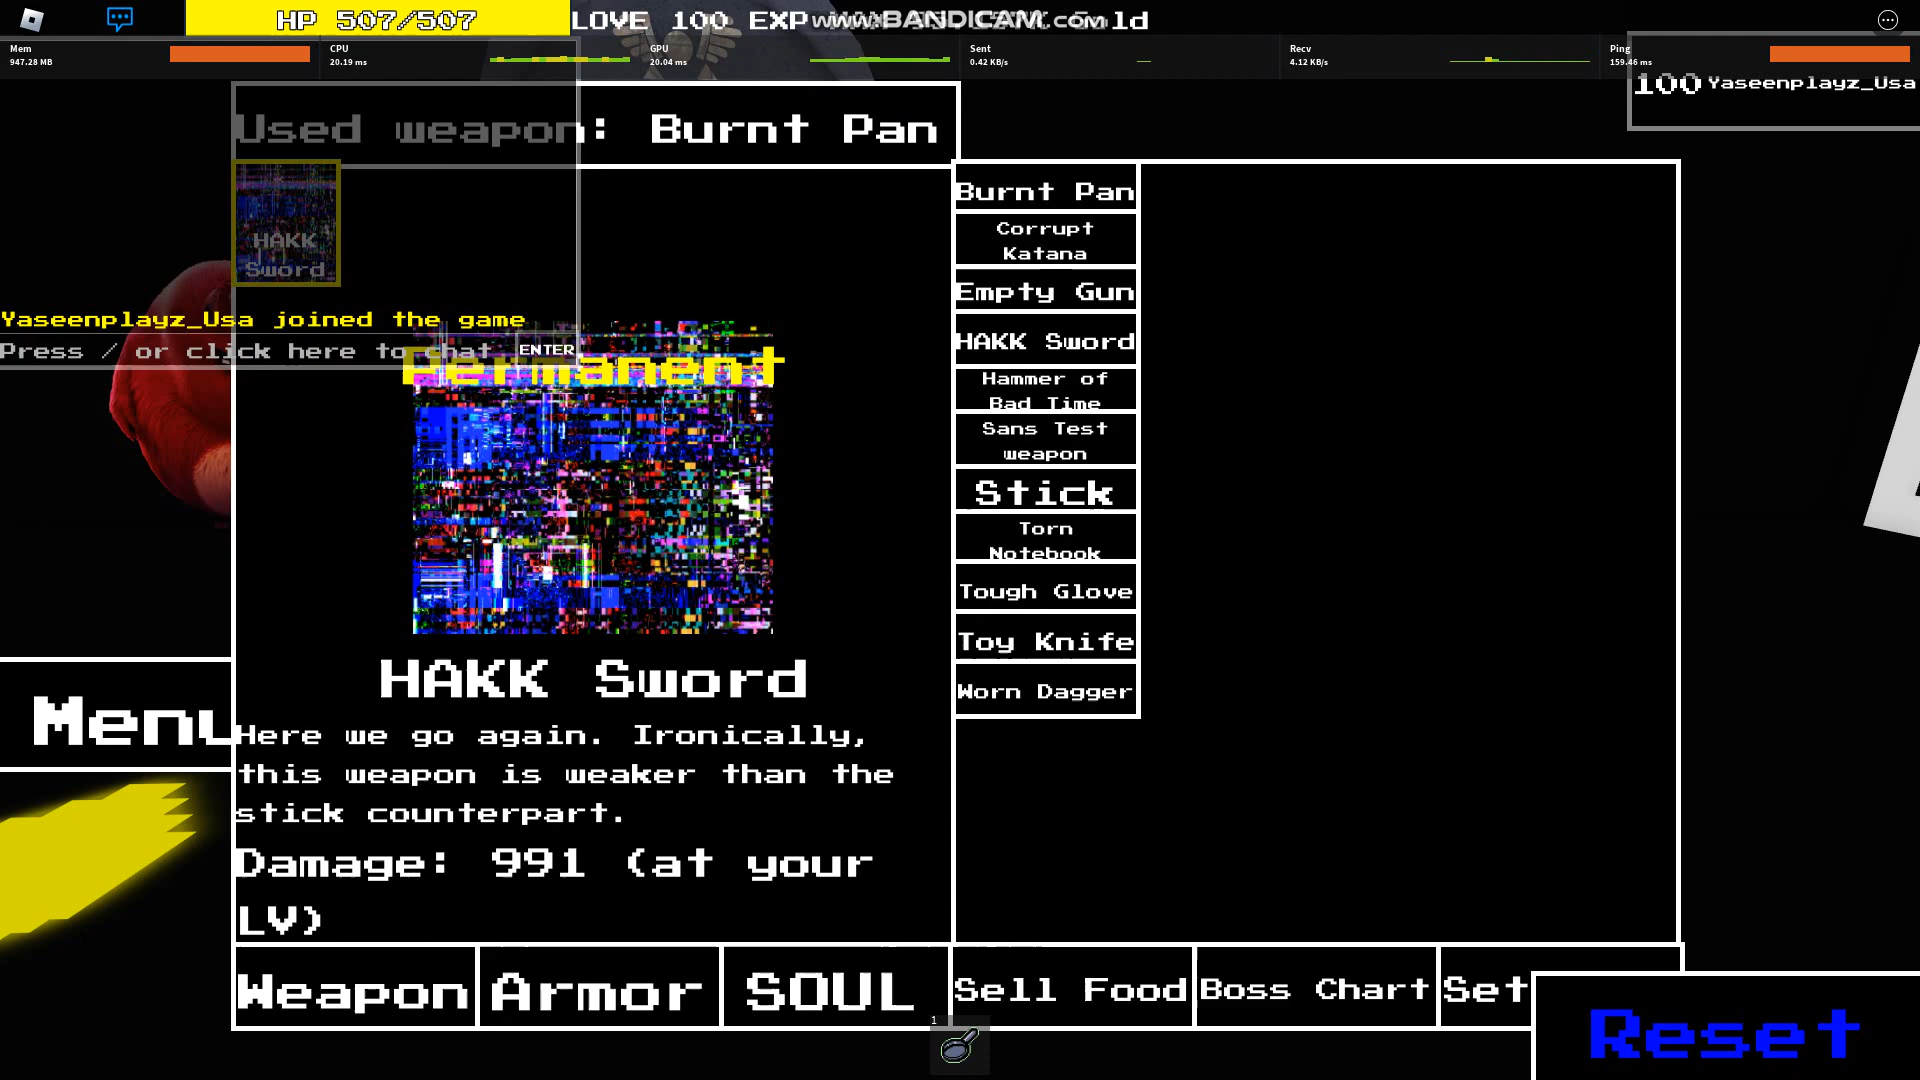 HP 507/507
LOVE 100 EXP
www.BANDICAM.com
ld
Mem
947.28 MB
CPU
20.19 ms
GPU
20.04 ms
Sent
0.42 KB/s
Recv
4.12 KB/s
Ping
159.46 ms
100 Yaseenplayz_Usa
Used weapon: Burnt Pan
HAKK
Sword
Yaseenplayz_Usa joined the game
Press / or click here to chat
ENTER
Permanent
HAKK Sword
Here we go again. Ironically,
this weapon is weaker than the
stick counterpart.
Damage: 991 (at your
LV)
Burnt Pan
Corrupt
Katana
Empty Gun
HAKK Sword
Hammer of
Bad Time
Sans Test
weapon
Stick
Torn
Notebook
Tough Glove
Toy Knife
Worn Dagger
Menu
Weapon
Armor
SOUL
Sell Food
Boss Chart
Set
Reset
1